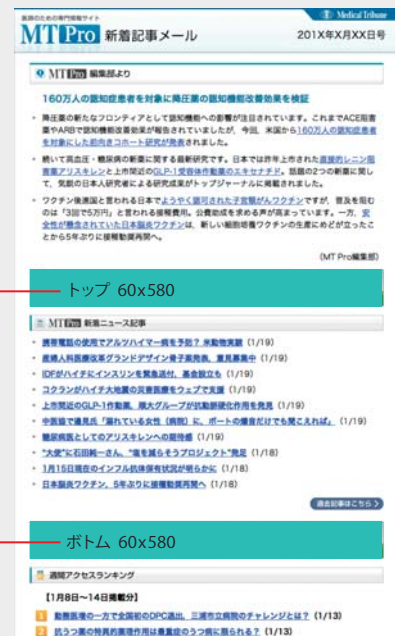 医師のための専門情報サイト
Medical Tribune
MT Pro 新着記事メール
201X年X月XX日号
MT Pro 編集部より
160万人の認知症患者を対象に降圧薬の認知機能改善効果を検証
降圧薬の新たなフロンティアとして認知機能への影響が注目されています。これまでACE阻害
薬やARBで認知機能改善効果が報告されていましたが、今回、米国から160万人の認知症患者
を対象にした前向きコホート研究が発表されました。
続いて高血圧・糖尿病の新薬に関する最新研究です。日本では昨年上市された直接的レニン阻
害薬アリスキレンと上市間近のGLP-1受容体作動薬のエキセナチド。話題の2つの新薬に関し
て、気鋭の日本人研究者による研究成果がトップジャーナルに掲載されました。
ワクチン後進国と言われる日本でようやく認可された子宮頸がんワクチンですが、普及を阻む
のは「3回で5万円」と言われる接種費用。公費助成を求める声が高まっています。一方、安
全性が懸念されていた日本脳炎ワクチンは、新しい細胞培養ワクチンの生産にめどが立ったこ
とから5年ぶりに接種勧奨再開へ。
(MT Pro編集部)
トップ 60x580
MT Pro 新着ニュース記事
携帯電話の使用でアルツハイマー病を予防？ 米動物実験 (1/19)
産婦人科医療改革グランドデザイン骨子案発表、意見募集中 (1/19)
IDFがハイチにインスリンを緊急送付、基金設立も (1/19)
コクランがハイチ大地震の災害医療をウェブで支援 (1/19)
上市間近のGLP-1作動薬、順大グループが抗動脈硬化作用を発見 (1/19)
中医協で邉見氏「溺れている女性（病院）に、ボートの爆音だけでも聞こえれば」 (1/19)
糖尿病医としてのアリスキレンへの期待感 (1/19)
"大使"に石田純一さん、"塩を減らそうプロジェクト"発足 (1/18)
1月15日現在のインフル抗体保有状況が明らかに (1/18)
日本脳炎ワクチン、5年ぶりに接種勧奨再開へ (1/18)
過去記事はこちら
ボトム 60x580
週間アクセスランキング
【1月8日〜14日掲載分】
1 勤務医増の一方で全国初のDPC退出、三浦市立病院のチャレンジとは？ (1/13)
2 抗うつ薬の特異的薬理作用は最重症のうつ病に限られる？ (1/13)